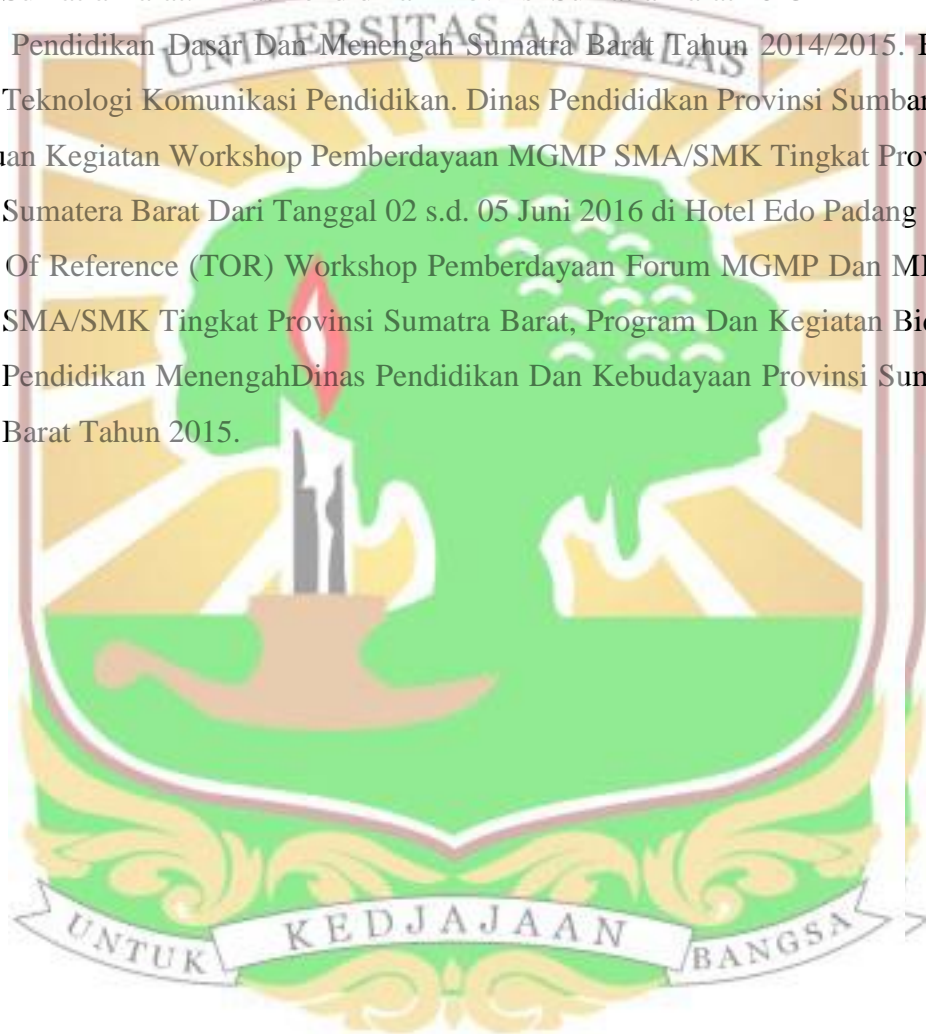 Pendidikan Dasar Dan Menengah Sumatra Barat Tahun 2014/2015.
Teknologi Komunikasi Pendidikan. Dinas Pendididkan Provinsi Sumbar
Kegiatan Workshop Pemberdayaan MGMP SMA/SMK Tingkat
Sumatera Barat Dari Tanggal 02 s.d. 05 Juni 2016 di Hotel Edo Padang
Of Reference (TOR) Workshop Pemberdayaan Forum MGMP Dan
SMA/SMK Tingkat Provinsi Sumatra Barat, Program Dan Kegiatan
Pendidikan MenengahDinas Pendidikan Dan Kebudayaan Provinsi
Barat Tahun 2015.
UNIVERSITAS ANDALAS
UNTUK KEDJAJAAN BANGSA